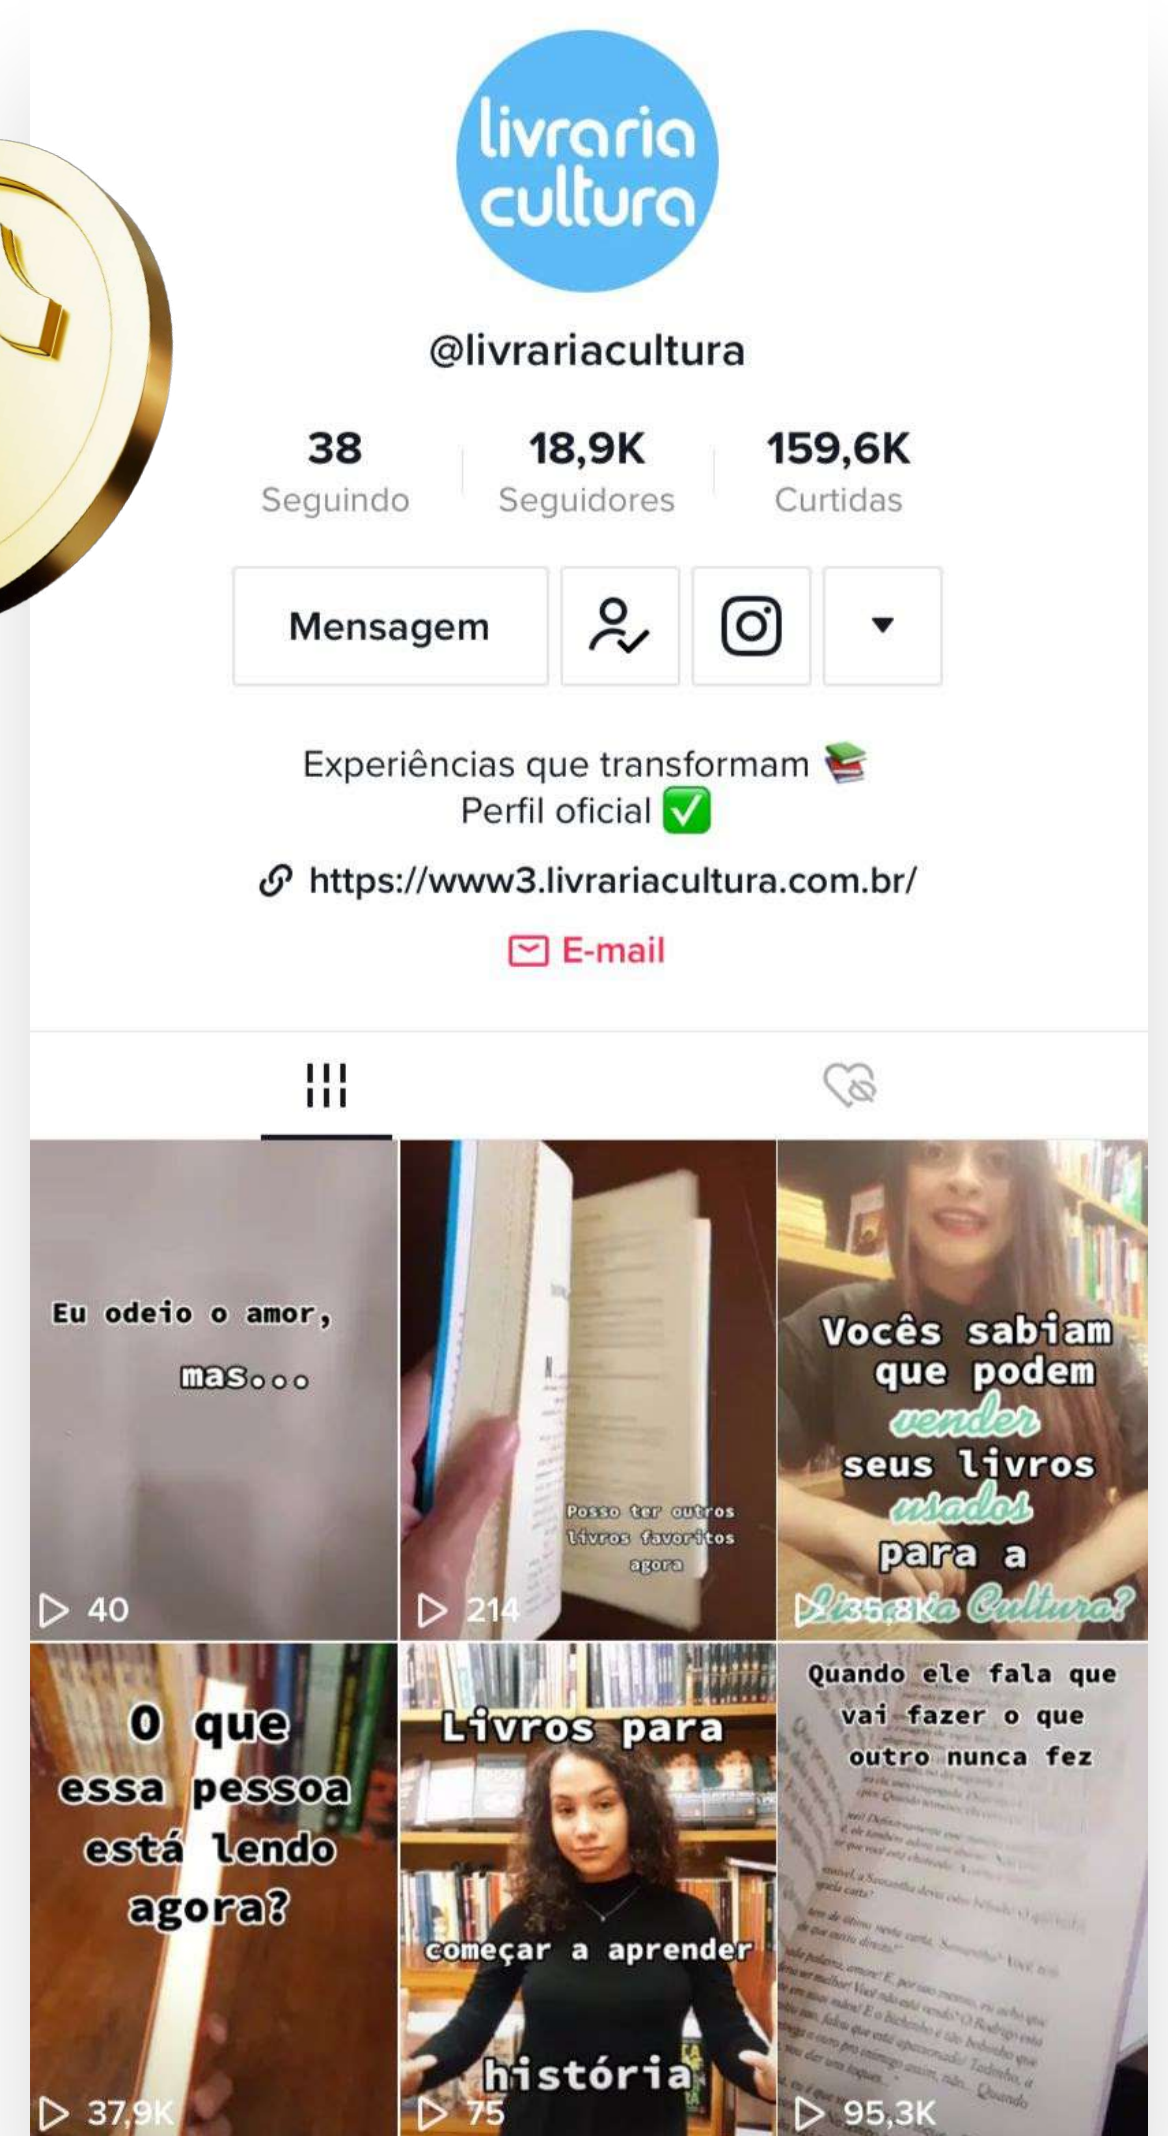 livraria
cultura
@livrariacultura
38
Seguindo
18,9K
Seguidores
159,6K
Curtidas
Mensagem
Experiências que transformam
Perfil oficial
https://www3.livrariacultura.com.br/
E-mail
Eu odeio o amor,
mas...
40
Posso ter outros
livros favoritos
agora
214
Vocês sabiam
que podem
vender
seus livros
usados
para a
Livraria Cultura?
35,8K
O que
essa pessoa
está lendo
agora?
37,9K
Livros para
começar a aprender
história
75
Quando ele fala que
vai fazer o que
outro nunca fez
95,3K